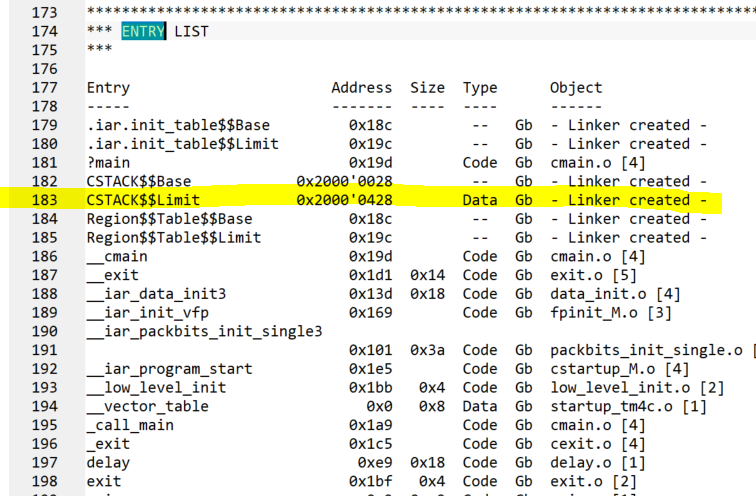 173 ******************************************************************************
174 *** ENTRY LIST
175 ***
176
177 Entry Address Size Type Object
178 ----- ------- ---- ---- ------
179 .iar.init_table$$Base 0x18c -- Gb - Linker created -
180 .iar.init_table$$Limit 0x19c -- Gb - Linker created -
181 ?main 0x19d Code Gb cmain.o [4]
182 CSTACK$$Base 0x2000'0028 -- Gb - Linker created -
183 CSTACK$$Limit 0x2000'0428 Data Gb - Linker created -
184 Region$$Table$$Base 0x18c -- Gb - Linker created -
185 Region$$Table$$Limit 0x19c -- Gb - Linker created -
186 __cmain 0x19d Code Gb cmain.o [4]
187 __exit 0x1d1 0x14 Code Gb exit.o [5]
188 __iar_data_init3 0x13d 0x18 Code Gb data_init.o [4]
189 __iar_init_vfp 0x169 Code Gb fpinit_M.o [3]
190 __iar_packbits_init_single3
191 0x101 0x3a Code Gb packbits_init_single.o [
192 __iar_program_start 0x1e5 Code Gb cstartup_M.o [4]
193 __low_level_init 0x1bb 0x4 Code Gb low_level_init.o [2]
194 __vector_table 0x0 0x8 Data Gb startup_tm4c.o [1]
195 _call_main 0x1a9 Code Gb cmain.o [4]
196 _exit 0x1c5 Code Gb cexit.o [4]
197 delay 0xe9 0x18 Code Gb delay.o [1]
198 exit 0x1bf 0x4 Code Gb exit.o [2]